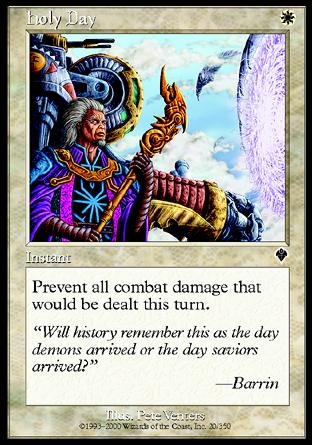 Holy Day
Instant
Prevent all combat damage that
would be dealt this turn.
“Will history remember this as the day
demons arrived or the day saviors
arrived?”
—Barrin
Illus. Pete Venters
©1993–2000 Wizards of the Coast, Inc. 20/350